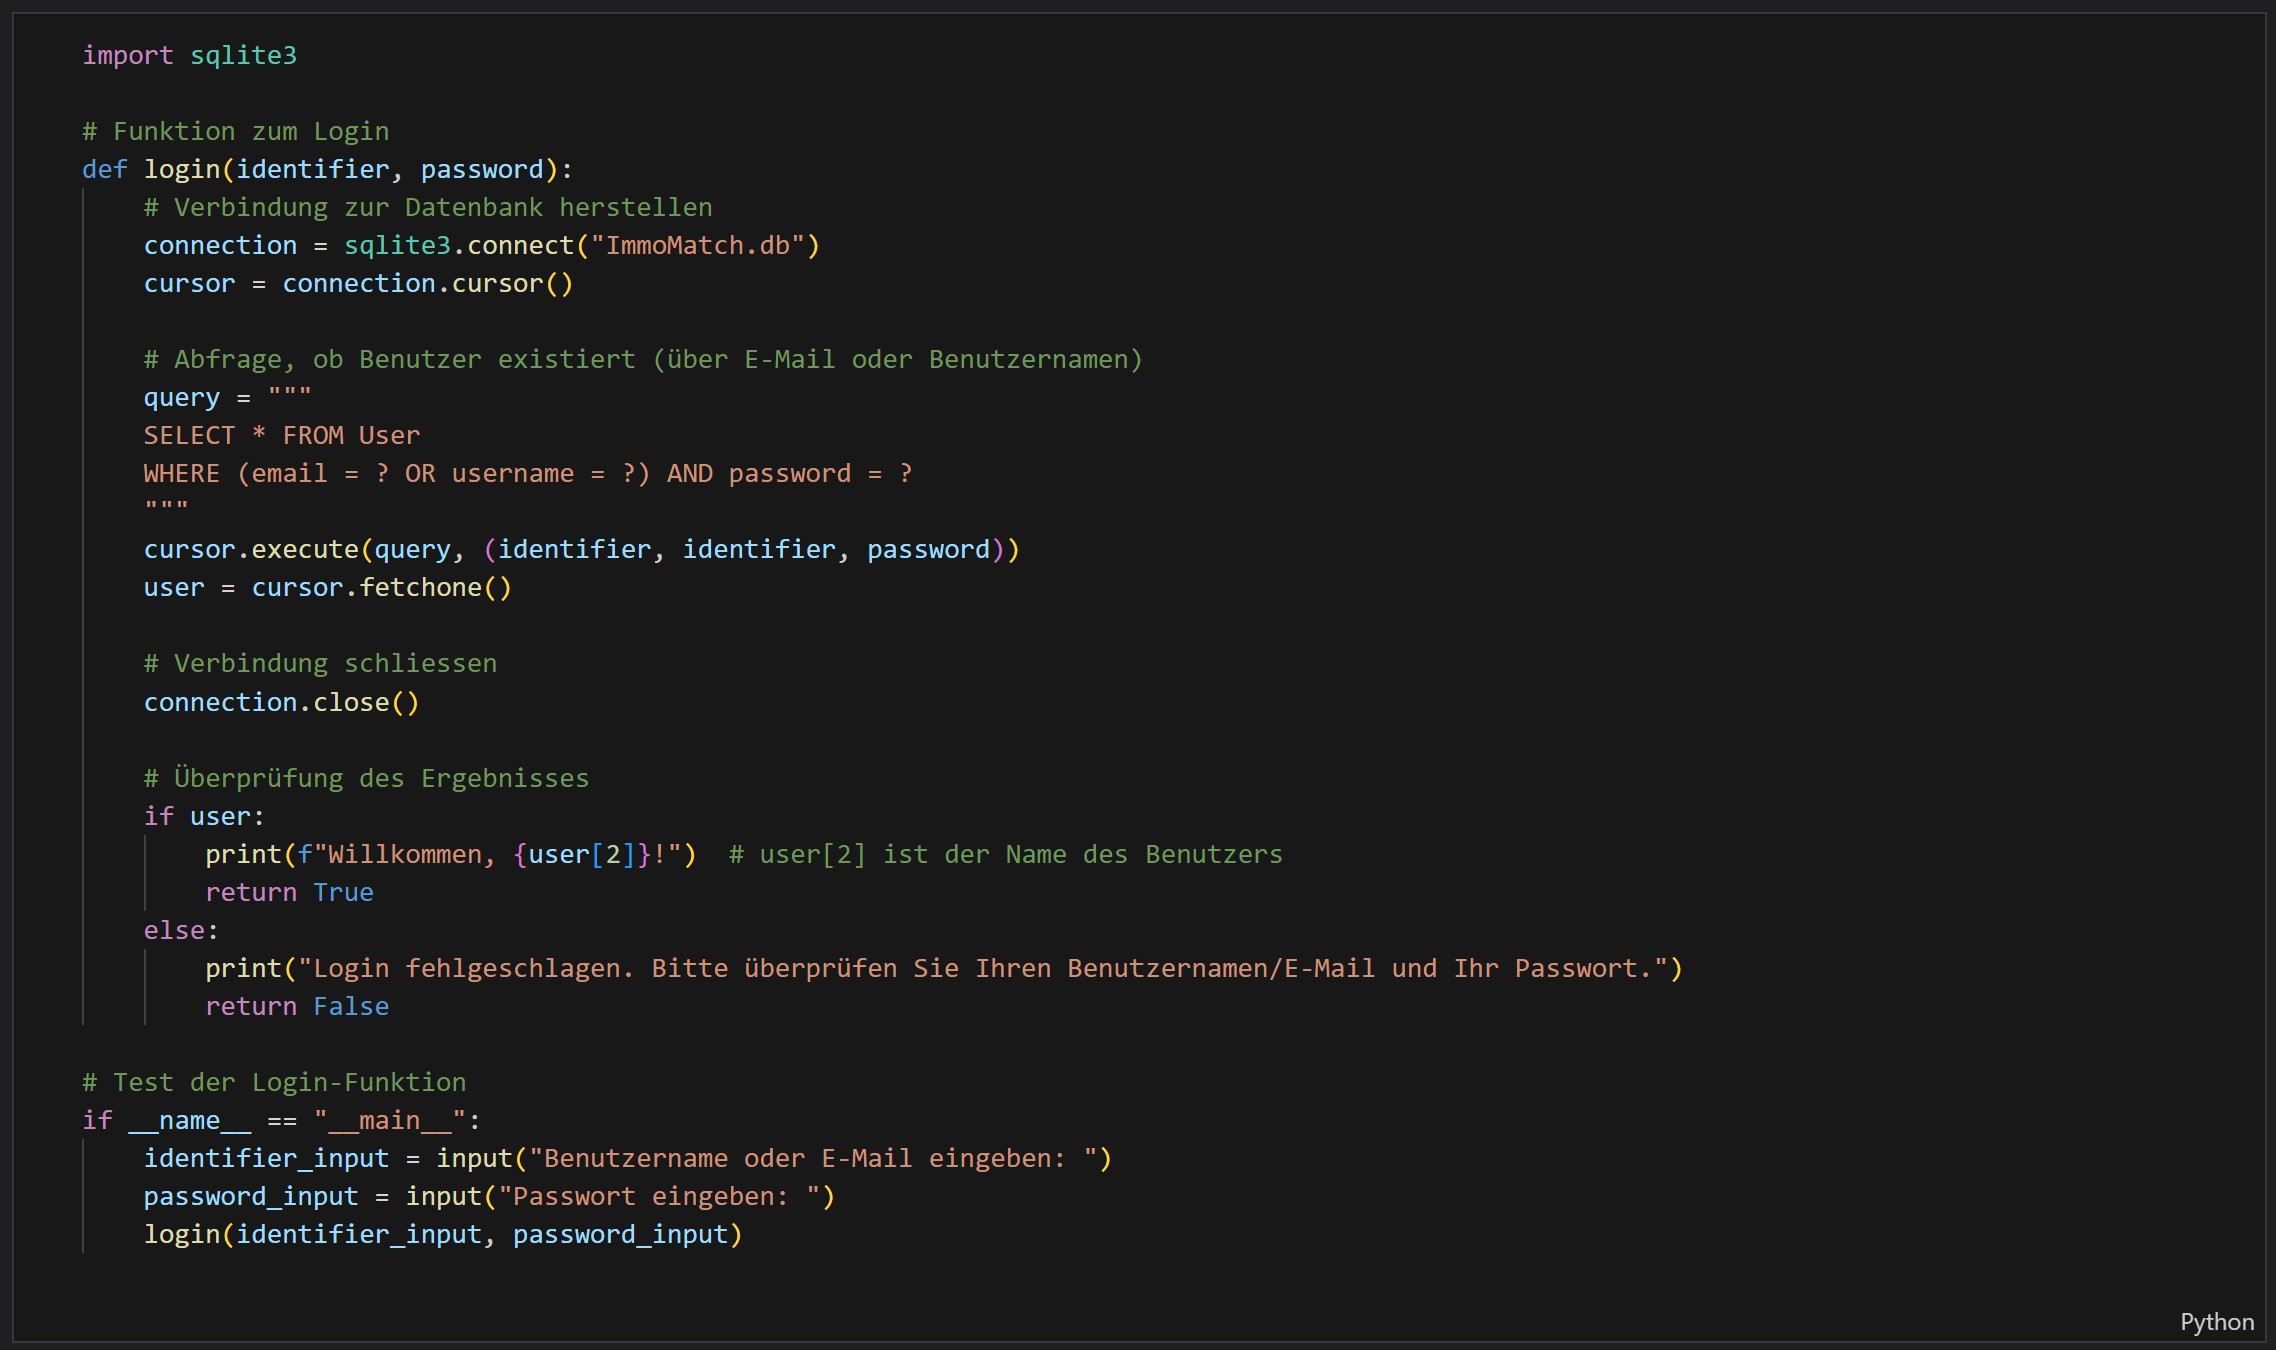 import sqlite3
# Funktion zum Login
def login(identifier, password):
    # Verbindung zur Datenbank herstellen
    connection = sqlite3.connect("ImmoMatch.db")
    cursor = connection.cursor()
    # Abfrage, ob Benutzer existiert (über E-Mail oder Benutzernamen)
    query = """
    SELECT * FROM User
    WHERE (email = ? OR username = ?) AND password = ?
    """
    cursor.execute(query, (identifier, identifier, password))
    user = cursor.fetchone()
    # Verbindung schliessen
    connection.close()
    # Überprüfung des Ergebnisses
    if user:
        print(f"Willkommen, {user[2]}!")  # user[2] ist der Name des Benutzers
        return True
    else:
        print("Login fehlgeschlagen. Bitte überprüfen Sie Ihren Benutzernamen/E-Mail und Ihr Passwort.")
        return False
# Test der Login-Funktion
if __name__ == "__main__":
    identifier_input = input("Benutzername oder E-Mail eingeben: ")
    password_input = input("Passwort eingeben: ")
    login(identifier_input, password_input)
Python